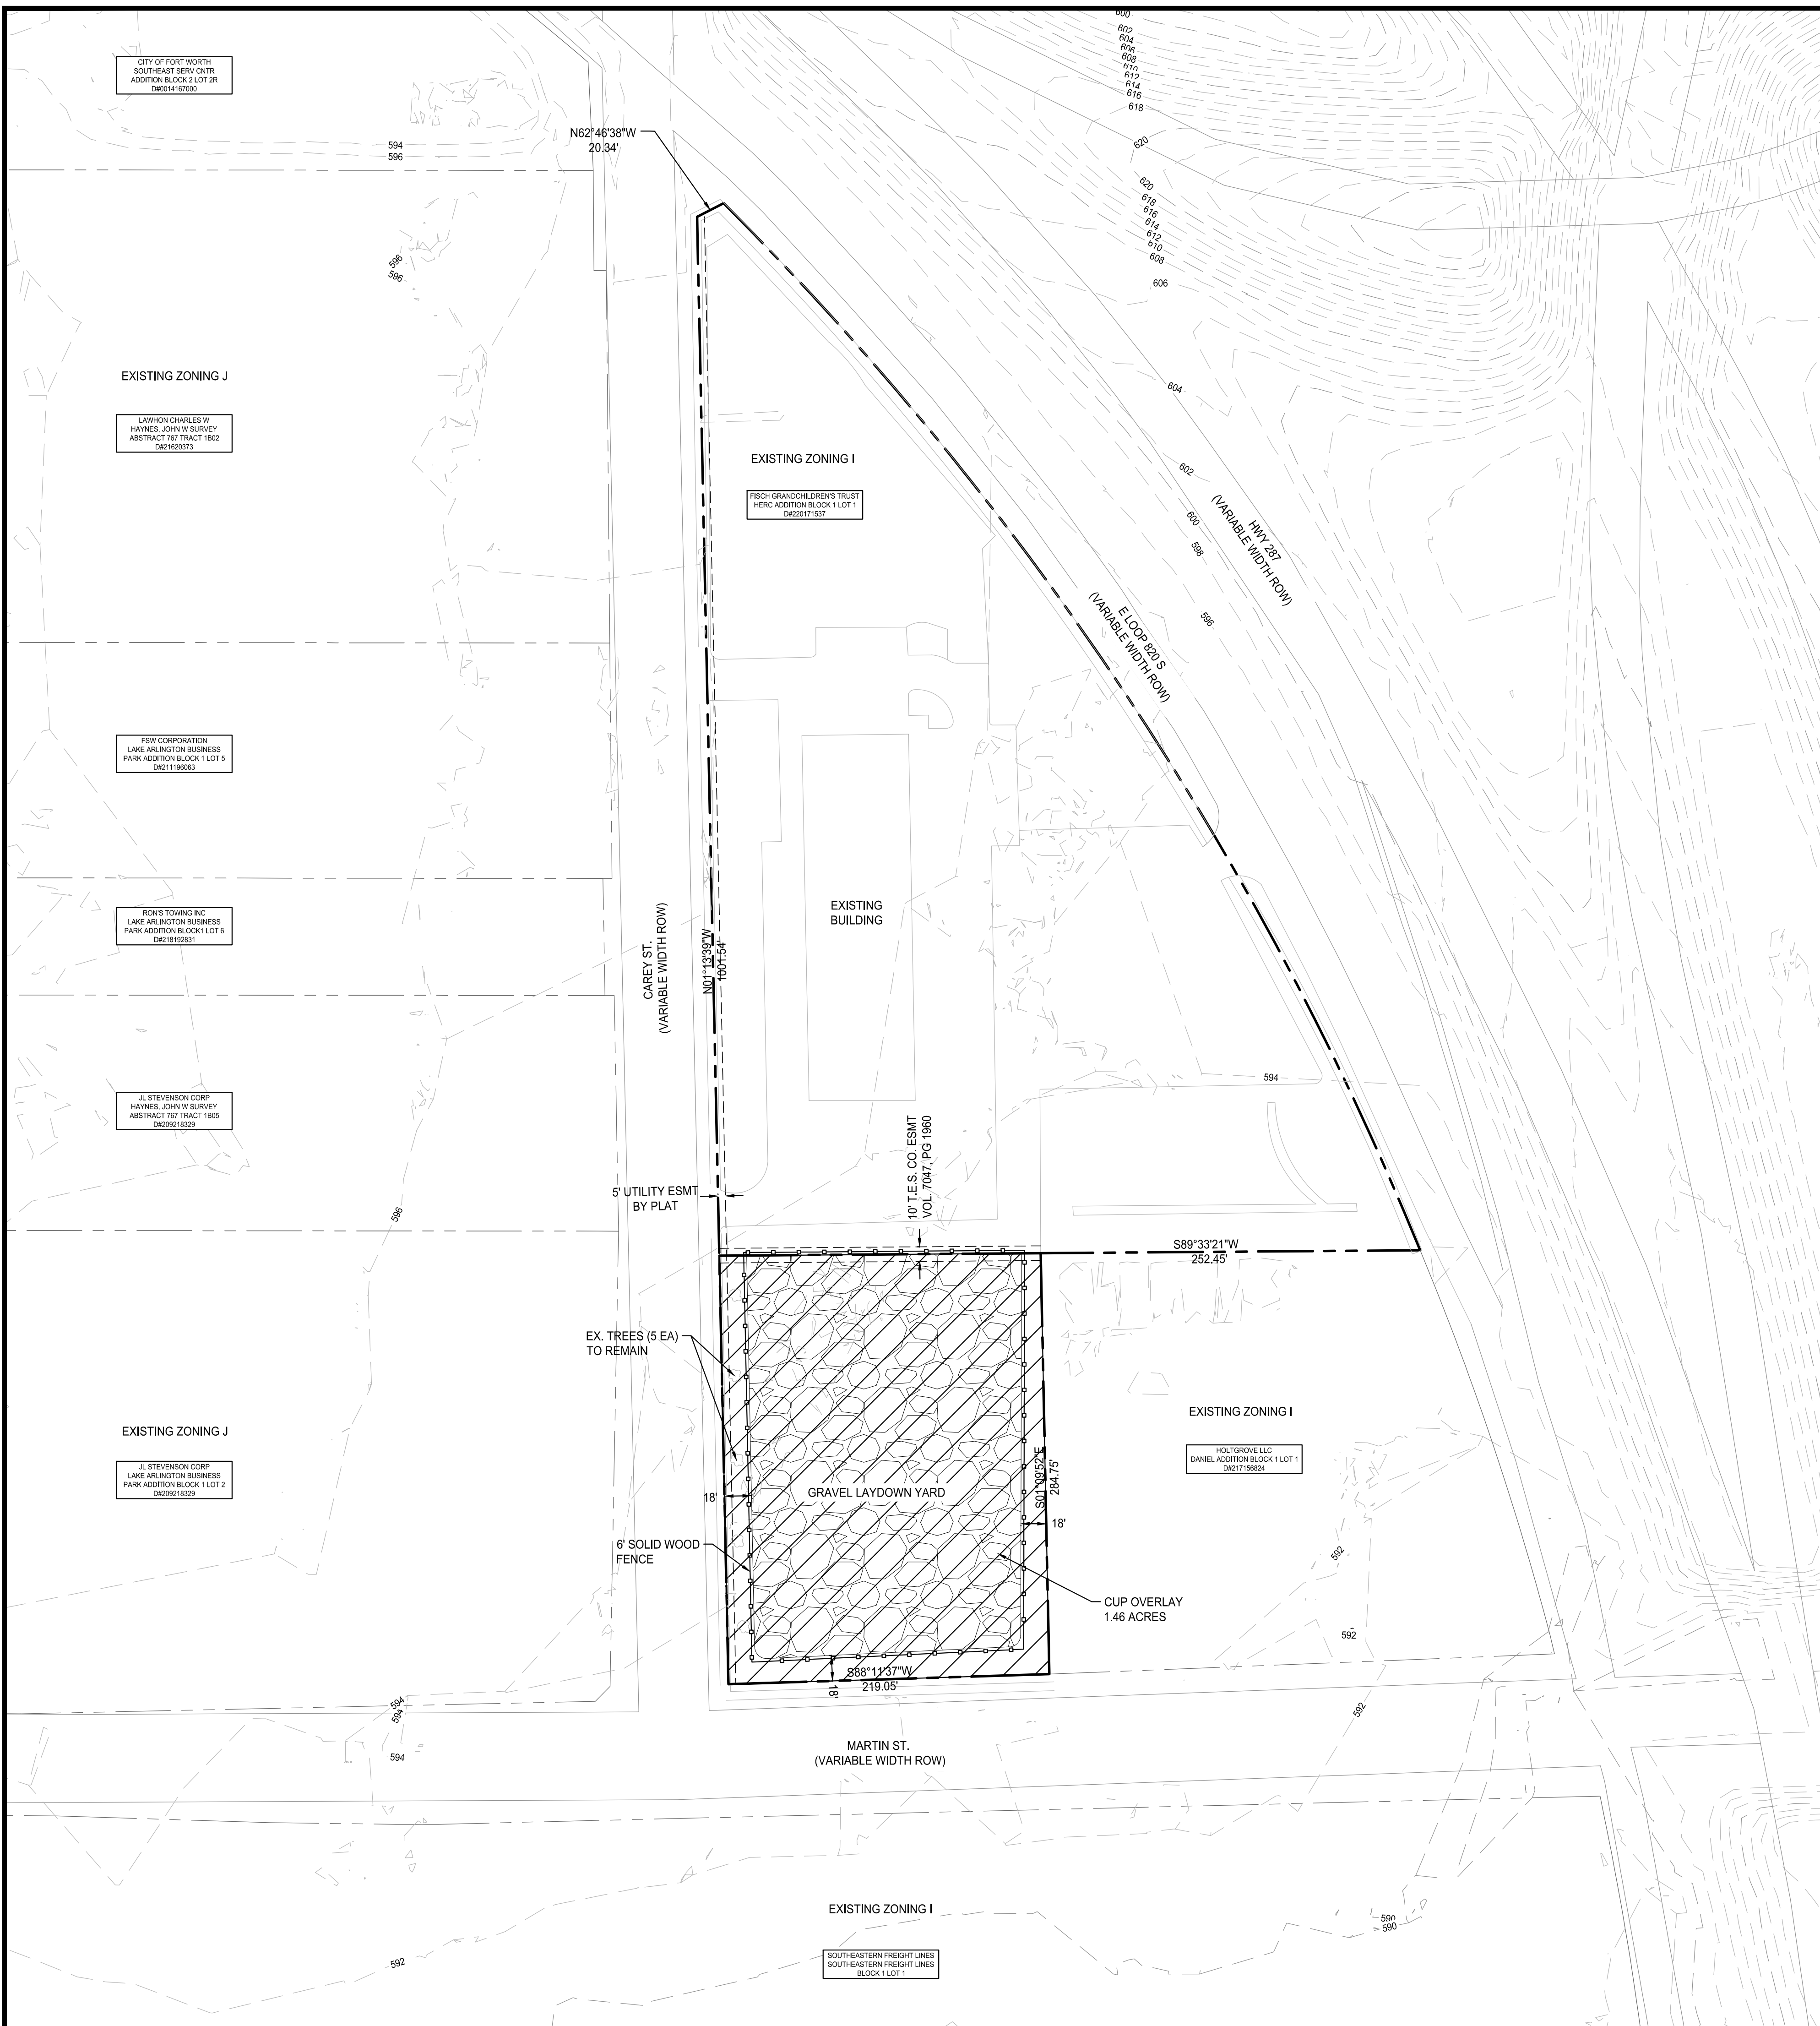 600
602
604
606
608
610
612
614
616
618
620
620
618
616
614
612
610
608
606
604
602
600
598
596
CITY OF FORT WORTH
SOUTHEAST SERV CNTR
ADDITION BLOCK 2 LOT 2R
D#0014167000
594
596
N62°46'38"W
20.34'
596
596
EXISTING ZONING J
LAWHON CHARLES W
HAYNES, JOHN W SURVEY
ABSTRACT 767 TRACT 1B02
D#21620373
EXISTING ZONING I
FISCH GRANDCHILDREN'S TRUST
HERC ADDITION BLOCK 1 LOT 1
D#220171537
HWY 287
(VARIABLE WIDTH ROW)
E LOOP 820 S
(VARIABLE WIDTH ROW)
FSW CORPORATION
LAKE ARLINGTON BUSINESS
PARK ADDITION BLOCK 1 LOT 5
D#211196063
RON'S TOWING INC
LAKE ARLINGTON BUSINESS
PARK ADDITION BLOCK1 LOT 6
D#218192831
EXISTING
BUILDING
CAREY ST.
(VARIABLE WIDTH ROW)
N01°13'39"W
1001.54'
594
JL STEVENSON CORP
HAYNES, JOHN W SURVEY
ABSTRACT 767 TRACT 1B05
D#209218329
10' T.E.S. CO. ESMT
VOL. 7047, PG 1960
5' UTILITY ESMT
BY PLAT
596
S89°33'21"W
252.45'
EX. TREES (5 EA)
TO REMAIN
EXISTING ZONING J
JL STEVENSON CORP
LAKE ARLINGTON BUSINESS
PARK ADDITION BLOCK 1 LOT 2
D#209218329
EXISTING ZONING I
HOLTGROVE LLC
DANIEL ADDITION BLOCK 1 LOT 1
D#217156824
GRAVEL LAYDOWN YARD
18'
S01°09'52"E
284.75'
18'
6' SOLID WOOD
FENCE
592
CUP OVERLAY
1.46 ACRES
592
S88°11'37"W
219.05'
18'
594
594
594
592
MARTIN ST.
(VARIABLE WIDTH ROW)
EXISTING ZONING I
590
590
592
SOUTHEASTERN FREIGHT LINES
SOUTHEASTERN FREIGHT LINES
BLOCK 1 LOT 1